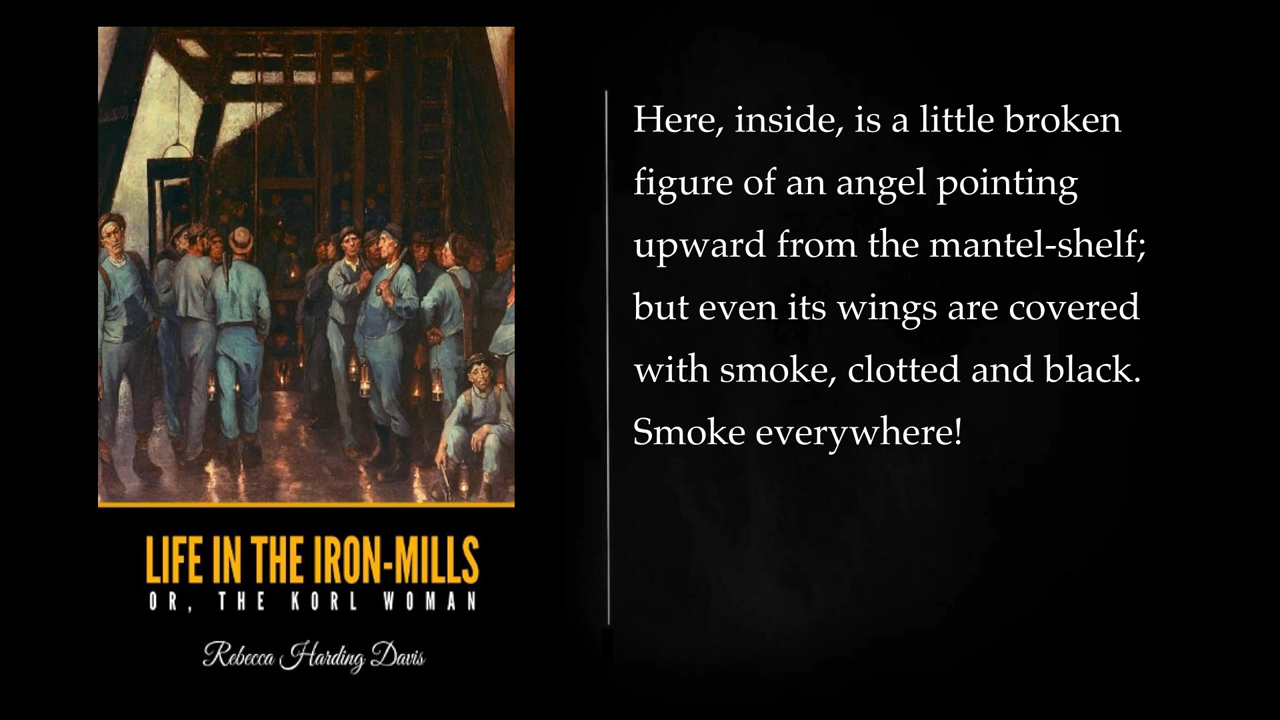 Here, inside, is a little broken
figure of an angel pointing
upward from the mantel-shelf;
but even its wings are covered
with smoke, clotted and black.
Smoke everywhere!
LIFE IN THE IRON-MILLS
OR, THE KORL WOMAN
Rebecca Harding Davis